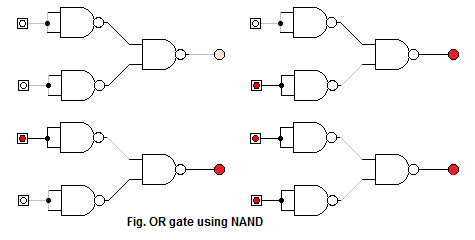 Fig. OR gate using NAND